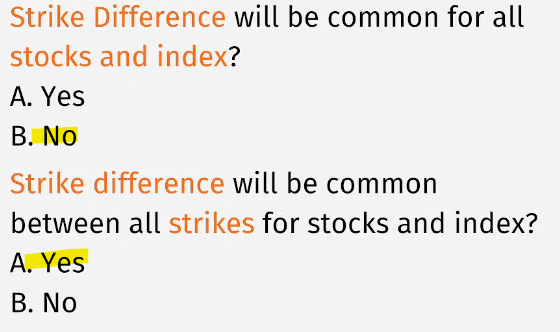 Strike Difference will be common for all
stocks and index?
A. Yes
B. No
Strike difference will be common
between all strikes for stocks and index?
A. Yes
B. No